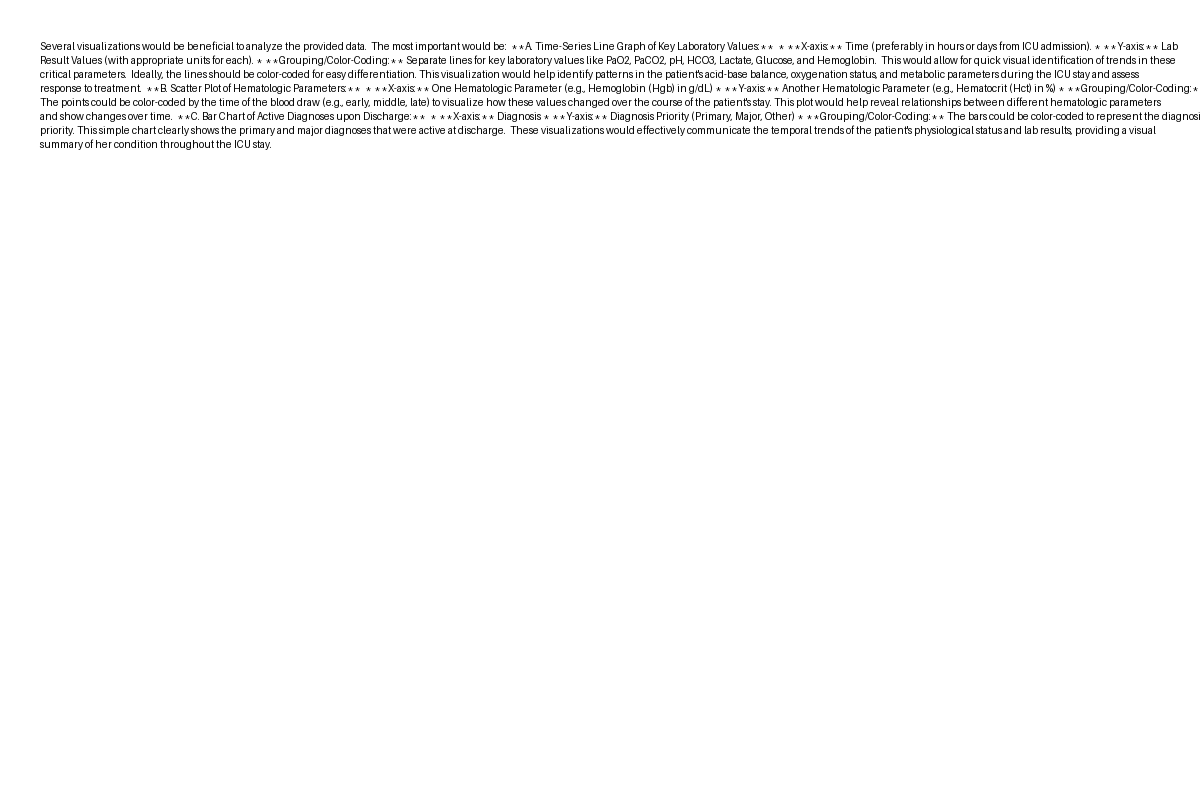 Several visualizations would be beneficial to analyze the provided data.  The most important would be:  **A. Time-Series Line Graph of Key Laboratory Values:**  * **X-axis:** Time (preferably in hours or days from ICU admission). * **Y-axis:** Lab
Result Values (with appropriate units for each). * **Grouping/Color-Coding:** Separate lines for key laboratory values like PaO2, PaCO2, pH, HCO3, Lactate, Glucose, and Hemoglobin.  This would allow for quick visual identification of trends in these
critical parameters.  Ideally, the lines should be color-coded for easy differentiation. This visualization would help identify patterns in the patient's acid-base balance, oxygenation status, and metabolic parameters during the ICU stay and assess
response to treatment.  **B. Scatter Plot of Hematologic Parameters:**  * **X-axis:** One Hematologic Parameter (e.g., Hemoglobin (Hgb) in g/dL) * **Y-axis:** Another Hematologic Parameter (e.g., Hematocrit (Hct) in %) * **Grouping/Color-Coding:*
The points could be color-coded by the time of the blood draw (e.g., early, middle, late) to visualize how these values changed over the course of the patient's stay. This plot would help reveal relationships between different hematologic parameters
and show changes over time.  **C. Bar Chart of Active Diagnoses upon Discharge:**  * **X-axis:** Diagnosis * **Y-axis:** Diagnosis Priority (Primary, Major, Other) * **Grouping/Color-Coding:** The bars could be color-coded to represent the diagnosi
priority. This simple chart clearly shows the primary and major diagnoses that were active at discharge.  These visualizations would effectively communicate the temporal trends of the patient's physiological status and lab results, providing a visual
summary of her condition throughout the ICU stay.